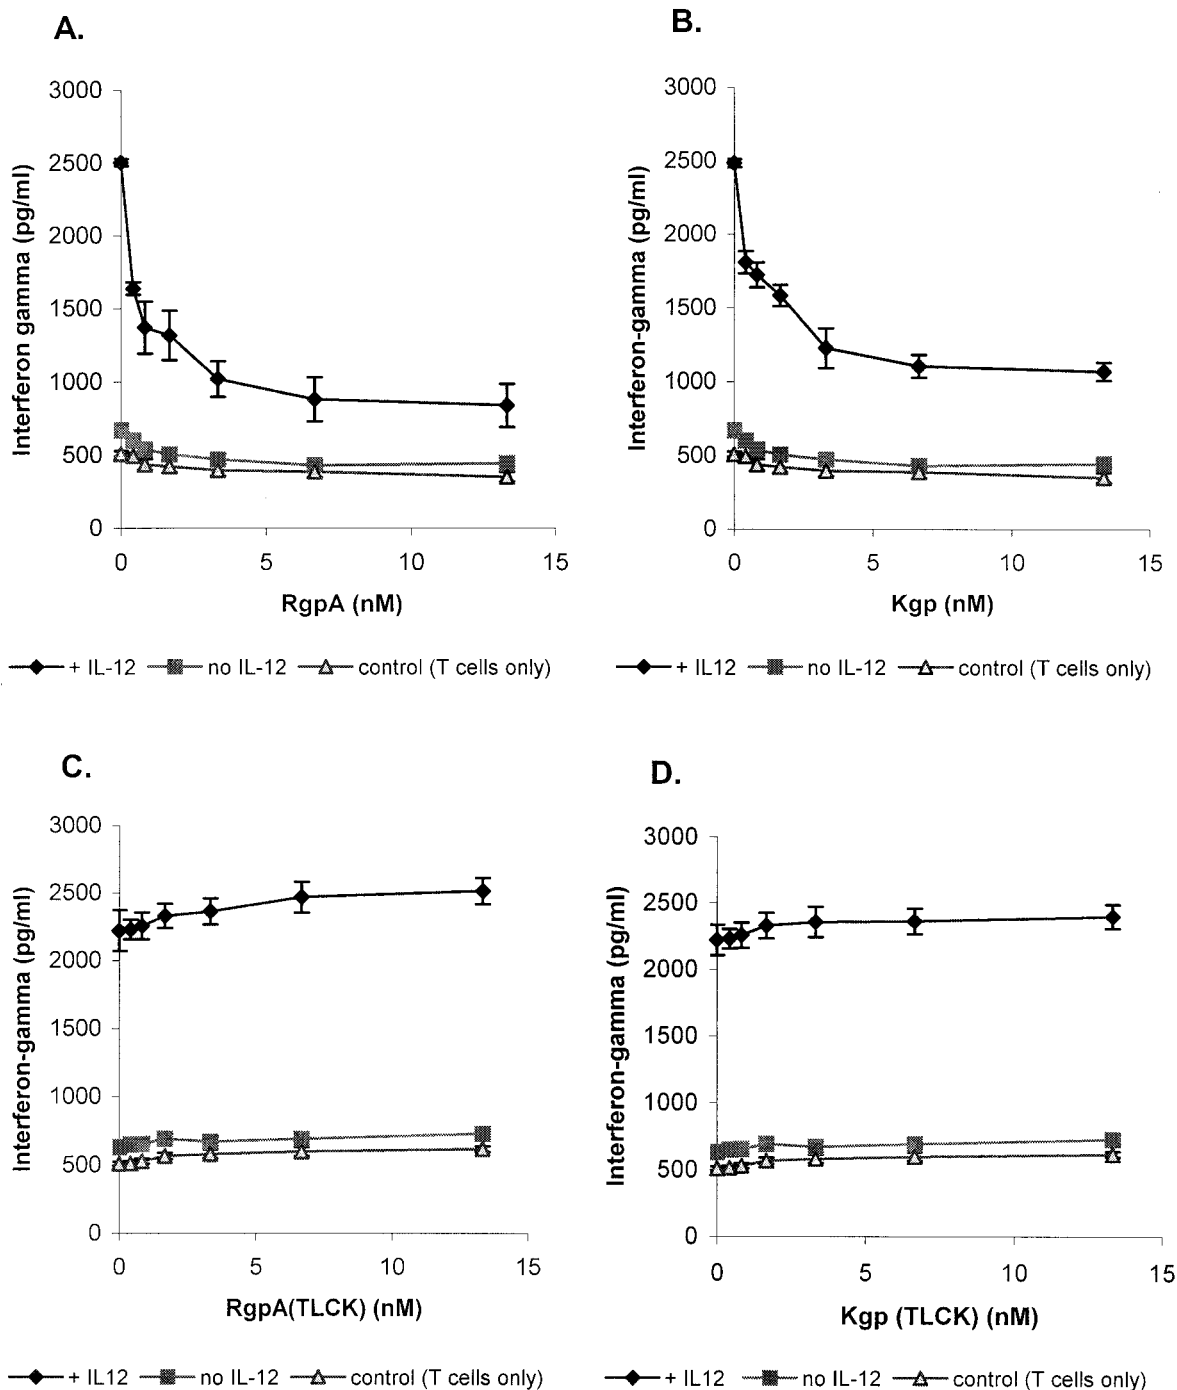 A.
3000
2500
2000
1500
1000
500
0
Interferon gamma (pg/ml)
0 5 10 15
RgpA (nM)
+ IL-12 no IL-12 control (T cells only)
B.
3000
2500
2000
1500
1000
500
0
Interferon-gamma (pg/ml)
0 5 10 15
Kgp (nM)
+ IL12 no IL-12 control (T cells only)
C.
3000
2500
2000
1500
1000
500
0
Interferon-gamma (pg/ml)
0 5 10 15
RgpA(TLCK) (nM)
+ IL12 no IL-12 control (T cells only)
D.
3000
2500
2000
1500
1000
500
0
Interferon-gamma (pg/ml)
0 5 10 15
Kgp (TLCK) (nM)
+ IL12 no IL-12 control (T cells only)